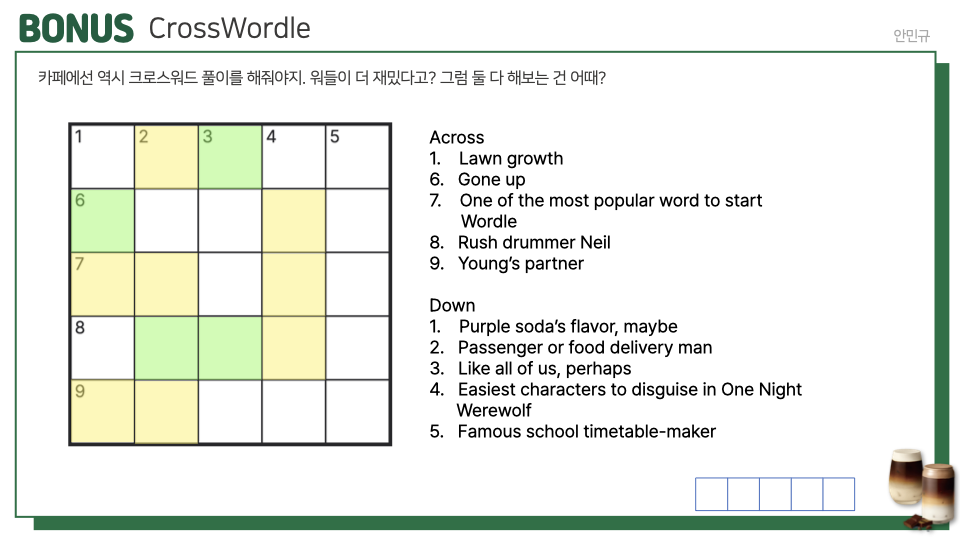 BONUS CrossWordle
안민규
카페에선 역시 크로스워드 풀이를 해줘야지. 워들이 더 재밌다고? 그럼 둘 다 해보는 건 어때?
1 2 3 4 5
6
7
8
9
Across
1. Lawn growth
6. Gone up
7. One of the most popular word to start
Wordle
8. Rush drummer Neil
9. Young's partner
Down
1. Purple soda's flavor, maybe
2. Passenger or food delivery man
3. Like all of us, perhaps
4. Easiest characters to disguise in One Night
Werewolf
5. Famous school timetable-maker